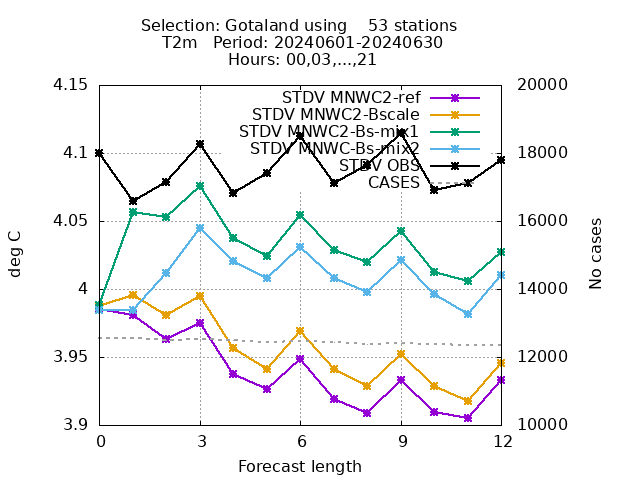 Selection: Gotaland using    53 stations
T2m   Period: 20240601-20240630
Hours: 00,03,...,21
STDV MNWC2-ref
STDV MNWC2-Bscale
STDV MNWC2-Bs-mix1
STDV MNWC-Bs-mix2
STDV OBS
CASES
4.15
4.1
4.05
4
3.95
3.9
deg C
20000
18000
16000
14000
12000
10000
No cases
0
3
6
9
12
Forecast length